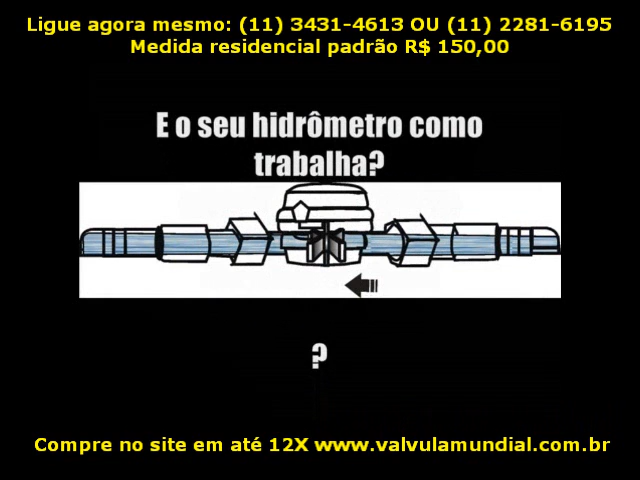 Ligue agora mesmo: (11) 3431-4613 OU (11) 2281-6195
Medida residencial padrão R$ 150,00
E o seu hidrômetro como
trabalha?
?
Compre no site em até 12X www.valvulamundial.com.br